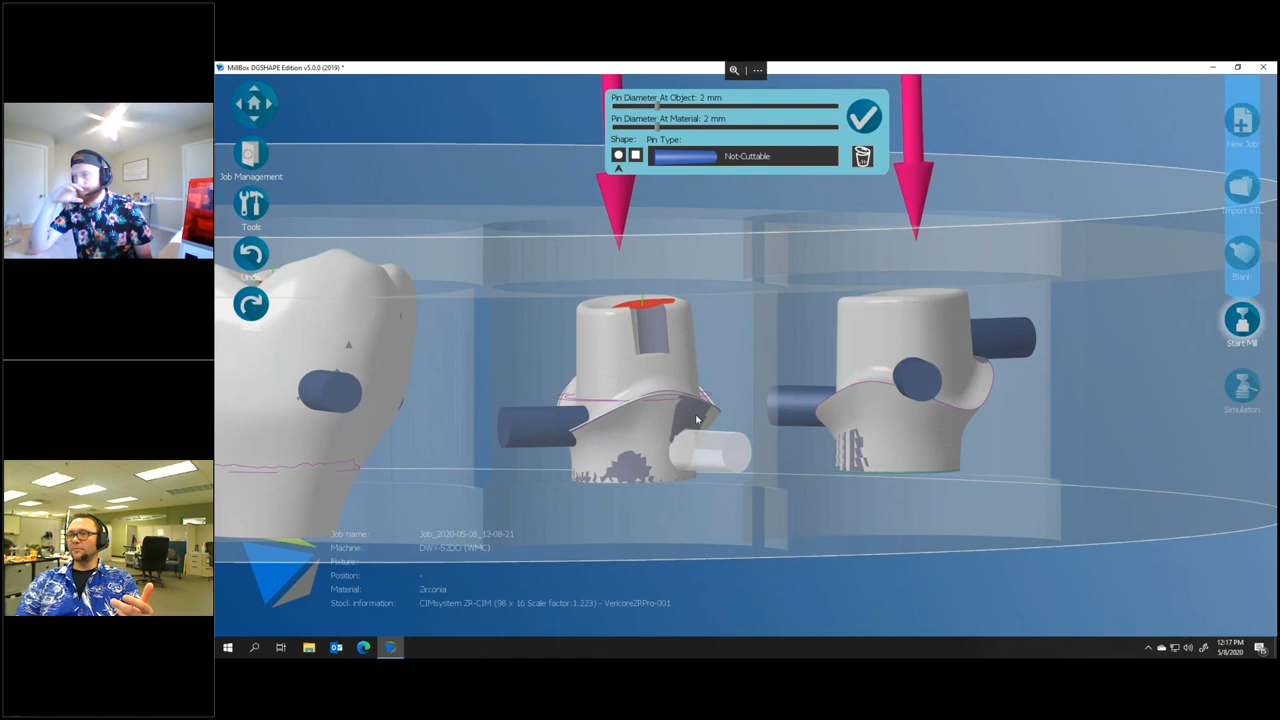 MillBox DGSHAPE Edition v5.0.0 (2019) *
Pin Diameter At Object: 2 mm
Pin Diameter At Material: 2 mm
Shape: Pin Type:
Not-Cuttable
Job Management
Tools
Undo
New Job
Import STL
Blank
Start Mill
Simulation
Job name: Job_2020-05-08_12-08-21
Machine: DWX-52DCi (WMC)
Fixture:
Position: -
Material: Zirconia
Stock information: CIMsystem ZR-CIM (98 x 16 Scale factor:1.223) - VericoreZRPro-001
12:17 PM
5/8/2020